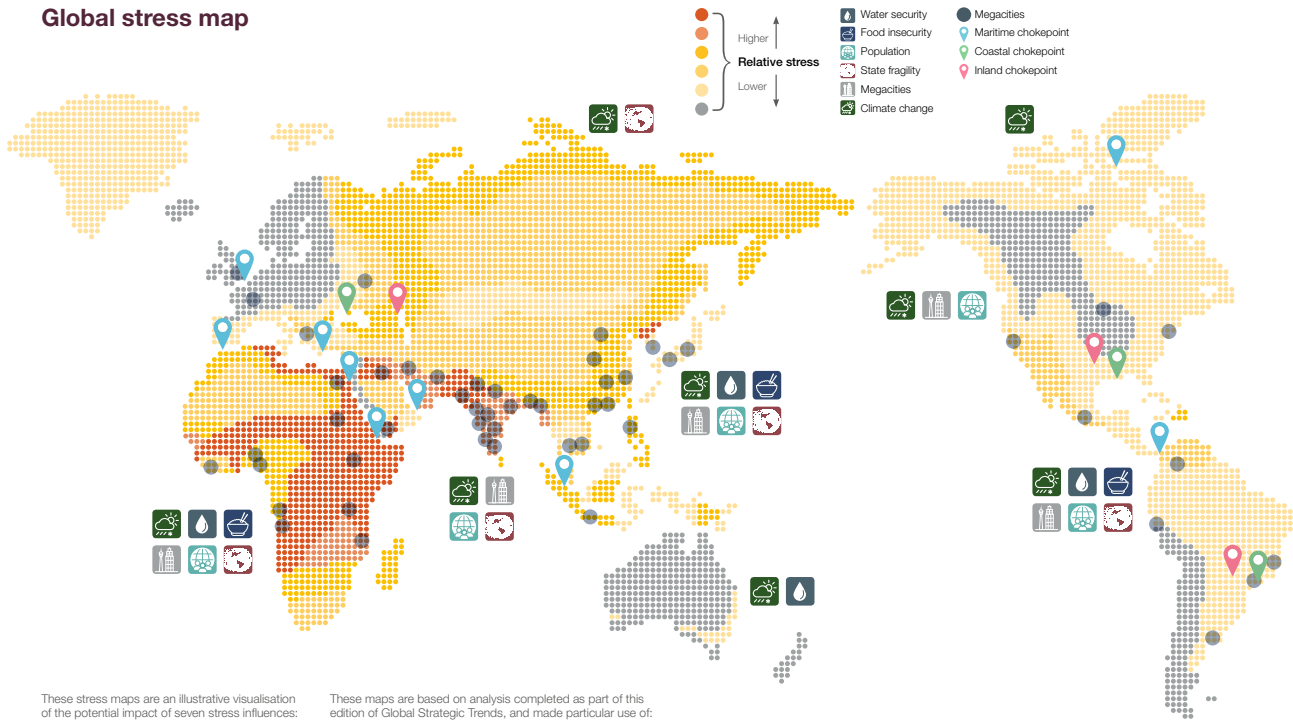 Global stress map
Higher
Relative stress
Lower
Water security
Food insecurity
Population
State fragility
Megacities
Climate change
Megacities
Maritime chokepoint
Coastal chokepoint
Inland chokepoint
These stress maps are an illustrative visualisation
of the potential impact of seven stress influences:
These maps are based on analysis completed as part of this
edition of Global Strategic Trends, and made particular use of: